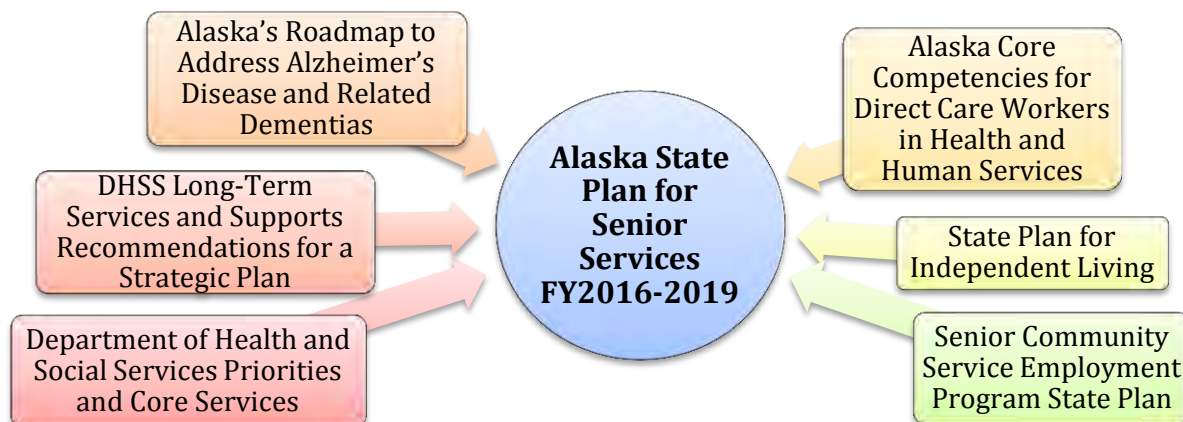 Alaska's Roadmap to
Address Alzheimer's
Disease and Related
Dementias
DHSS Long-Term
Services and Supports
Recommendations for a
Strategic Plan
Department of Health and
Social Services Priorities
and Core Services
Alaska State
Plan for
Senior
Services
FY2016-2019
Alaska Core
Competencies for
Direct Care Workers
in Health and
Human Services
State Plan for
Independent Living
Senior Community
Service Employment
Program State Plan